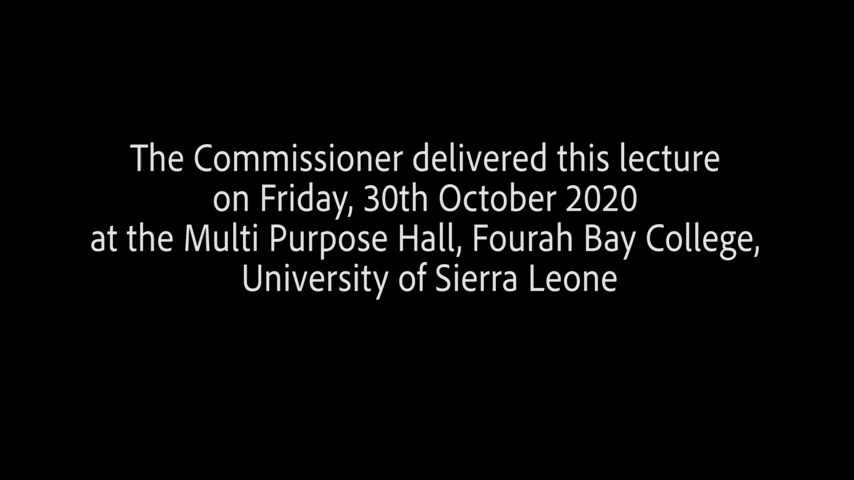 The Commissioner delivered this lecture
on Friday, 30th October 2020
at the Multi Purpose Hall, Fourah Bay College,
University of Sierra Leone